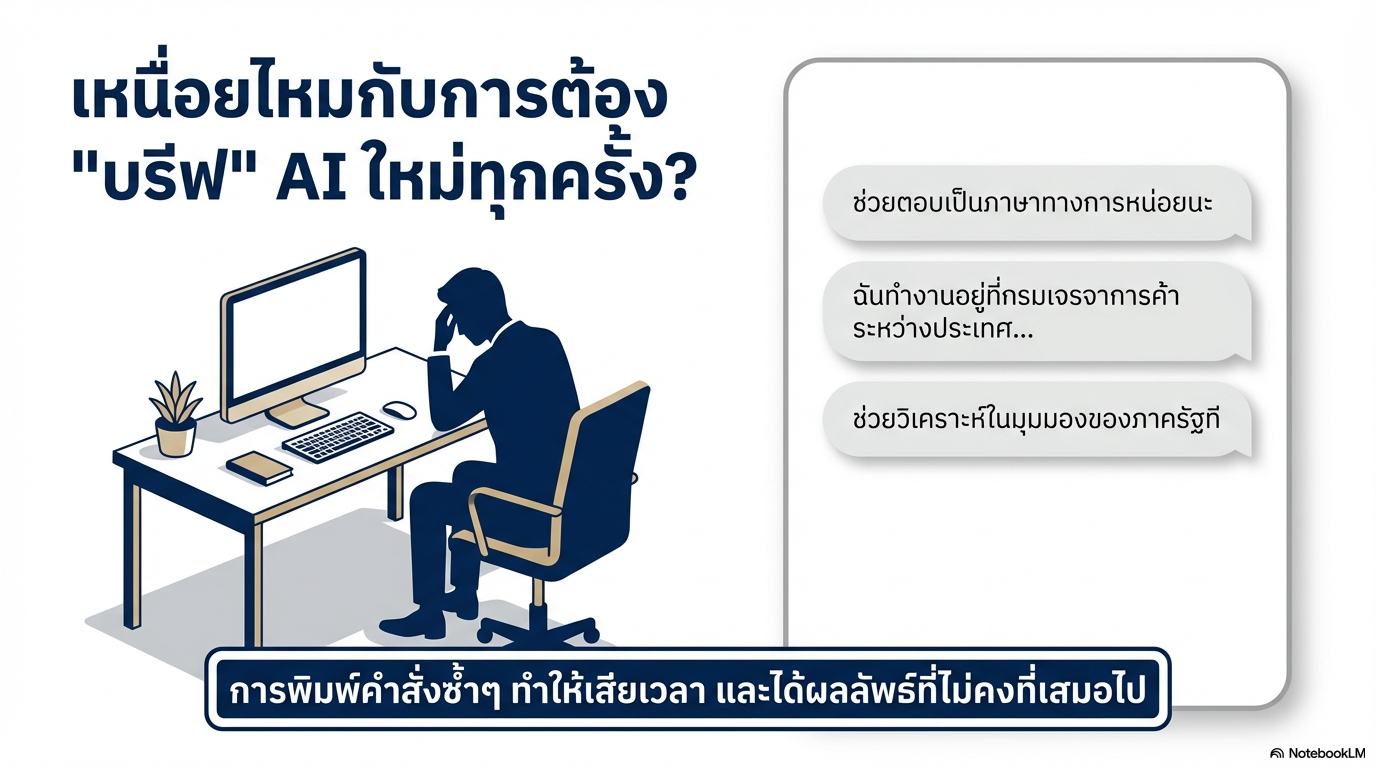 เหนื่อยไหมกับการต้อง
"บรีฟ" AI ใหม่ทุกครั้ง?
ช่วยตอบเป็นภาษาทางการหน่อยนะ
ฉันทำงานอยู่ที่กรมเจรจาการค้า
ระหว่างประเทศ...
ช่วยวิเคราะห์ในมุมมองของภาครัฐที
การพิมพ์คำสั่งซ้ำๆ ทำให้เสียเวลา และได้ผลลัพธ์ที่ไม่คงที่เสมอไป
NotebookLM